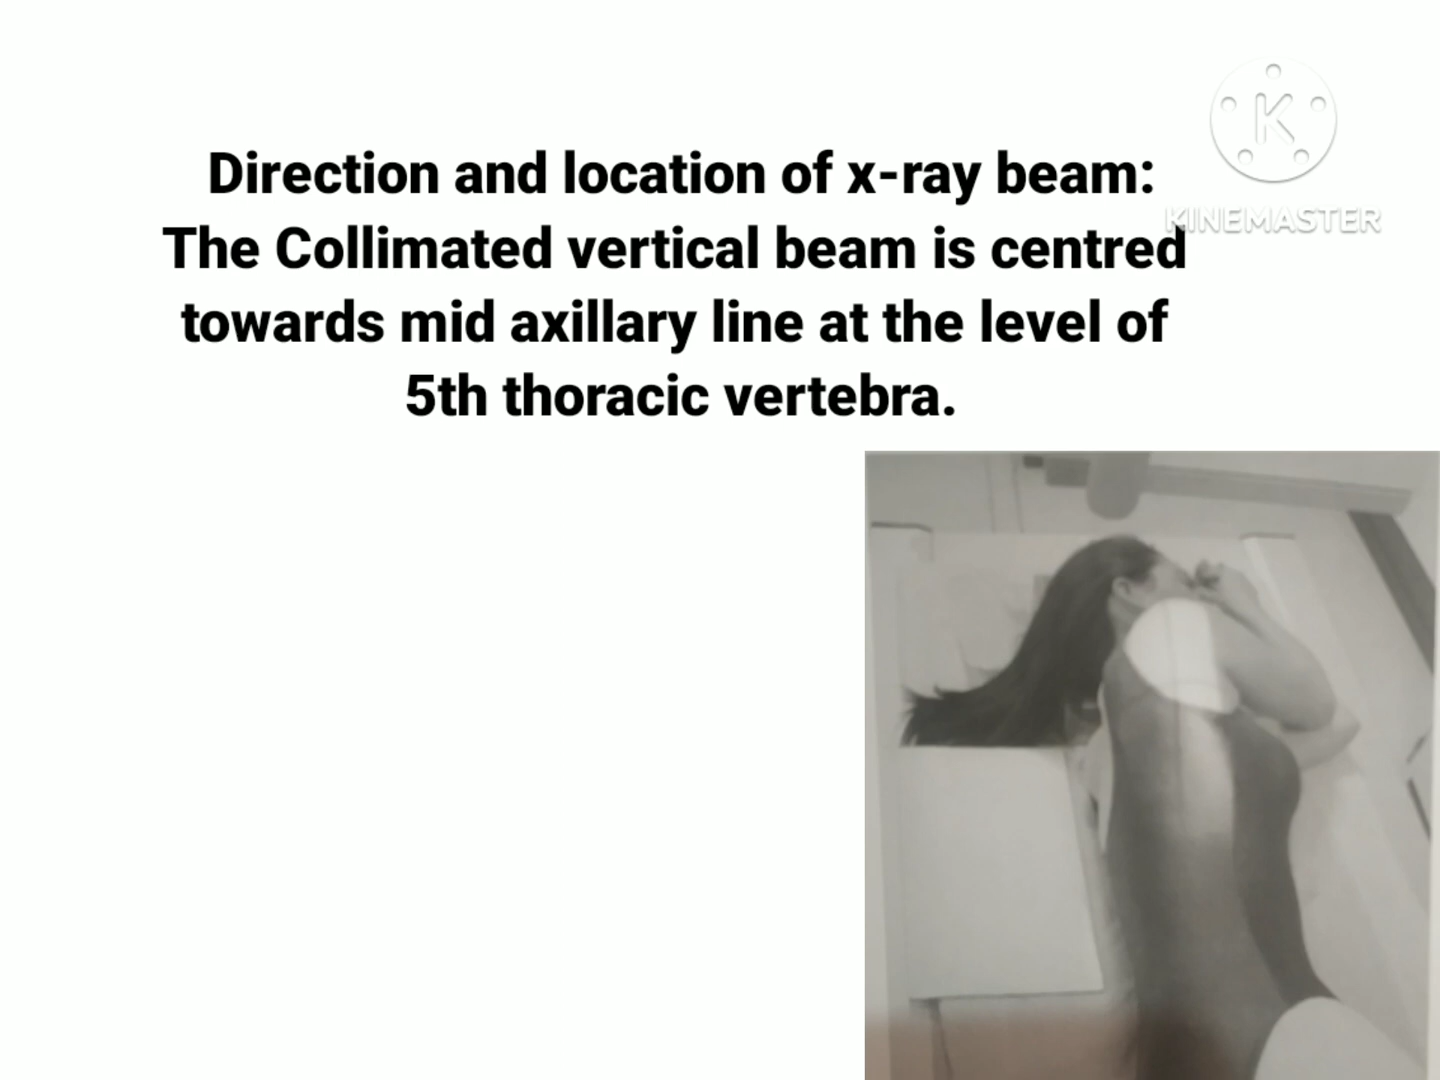 Direction and location of x-ray beam:
The Collimated vertical beam is centred
towards mid axillary line at the level of
5th thoracic vertebra.
K
KINEMASTER